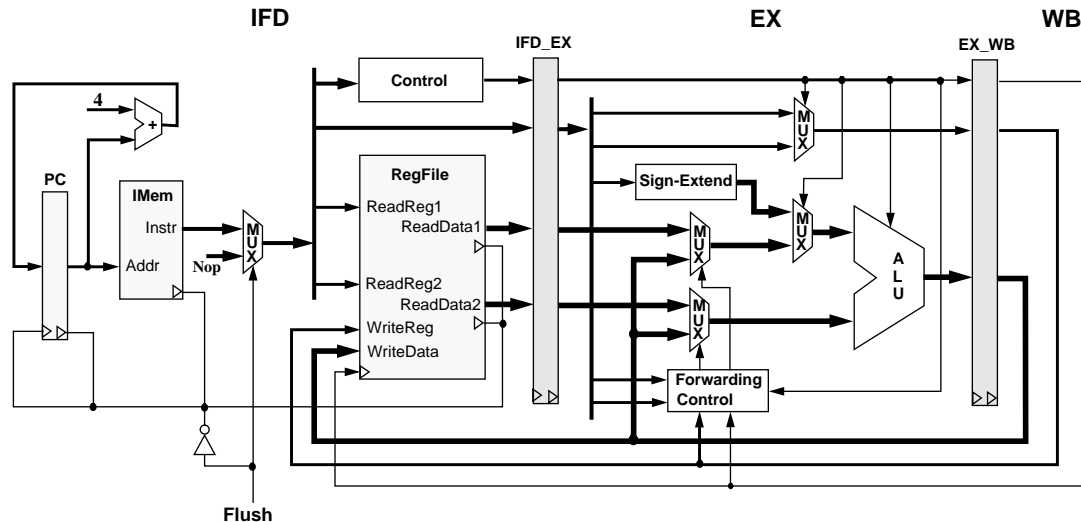 IFD
EX
WB
IFD_EX
EX_WB
Control
4
+
MUX
PC
IMem
Instr
Addr
Nop
MUX
RegFile
ReadReg1
ReadData1
ReadReg2
ReadData2
WriteReg
WriteData
Sign-Extend
MUX
MUX
MUX
ALU
Forwarding
Control
Flush